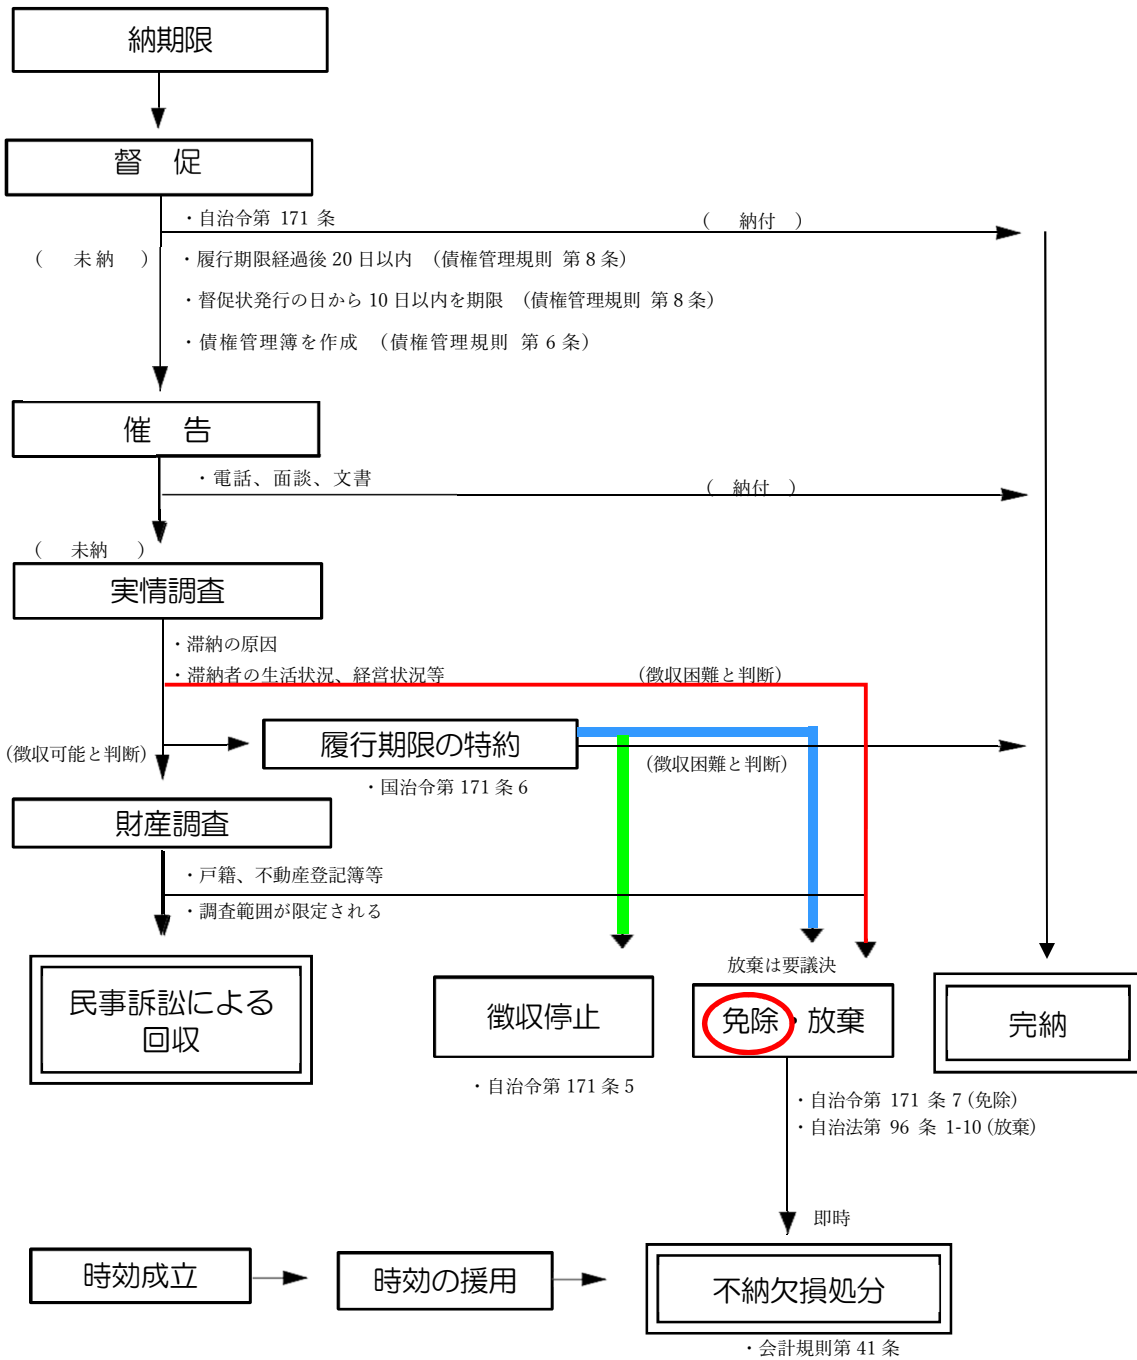 納期限
督 促
・自治令第 171 条
( 納付 )
( 未納 )
・履行期限経過後 20 日以内 (債権管理規則 第 8 条)
・督促状発行の日から 10 日以内を期限 (債権管理規則 第 8 条)
・債権管理簿を作成 (債権管理規則 第 6 条)
催 告
・電話、面談、文書
( 納付 )
( 未納 )
実情調査
・滞納の原因
・滞納者の生活状況、経営状況等
(徴収困難と判断)
履行期限の特約
(徴収可能と判断)
(徴収困難と判断)
・国治令第 171 条 6
財産調査
・戸籍、不動産登記簿等
・調査範囲が限定される
放棄は要議決
民事訴訟による
回収
徴収停止
免除・放棄
完納
・自治令第 171 条 5
・自治令第 171 条 7 (免除)
・自治法第 96 条 1-10 (放棄)
即時
時効成立
時効の援用
不納欠損処分
・会計規則第 41 条